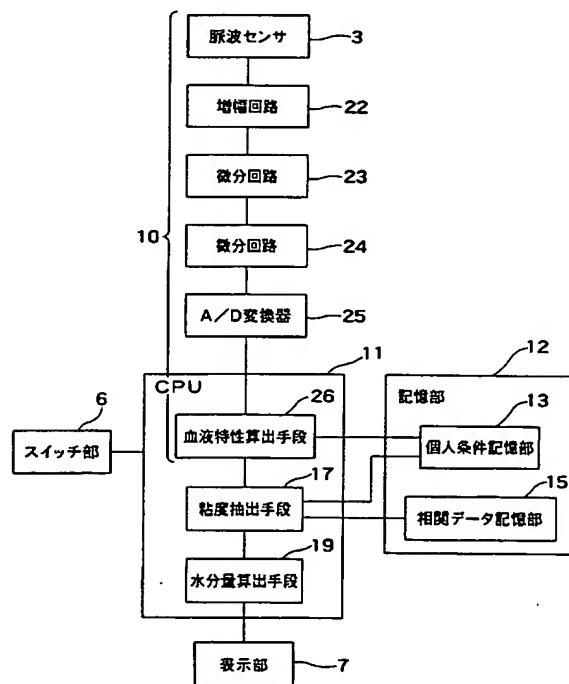 脈波センサ
3
増幅回路
22
微分回路
23
10
微分回路
24
A/D変換器
25
11
12
CPU
26
記憶部
13
6
スイッチ部
血液特性算出手段
個人条件記憶部
17
15
粘度抽出手段
相関データ記憶部
19
水分量算出手段
表示部
7